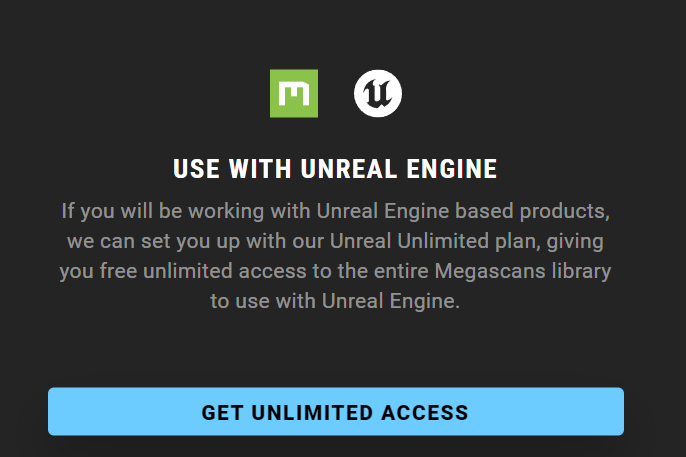 USE WITH UNREAL ENGINE
If you will be working with Unreal Engine based products,
we can set you up with our Unreal Unlimited plan, giving
you free unlimited access to the entire Megascans library
to use with Unreal Engine.
GET UNLIMITED ACCESS